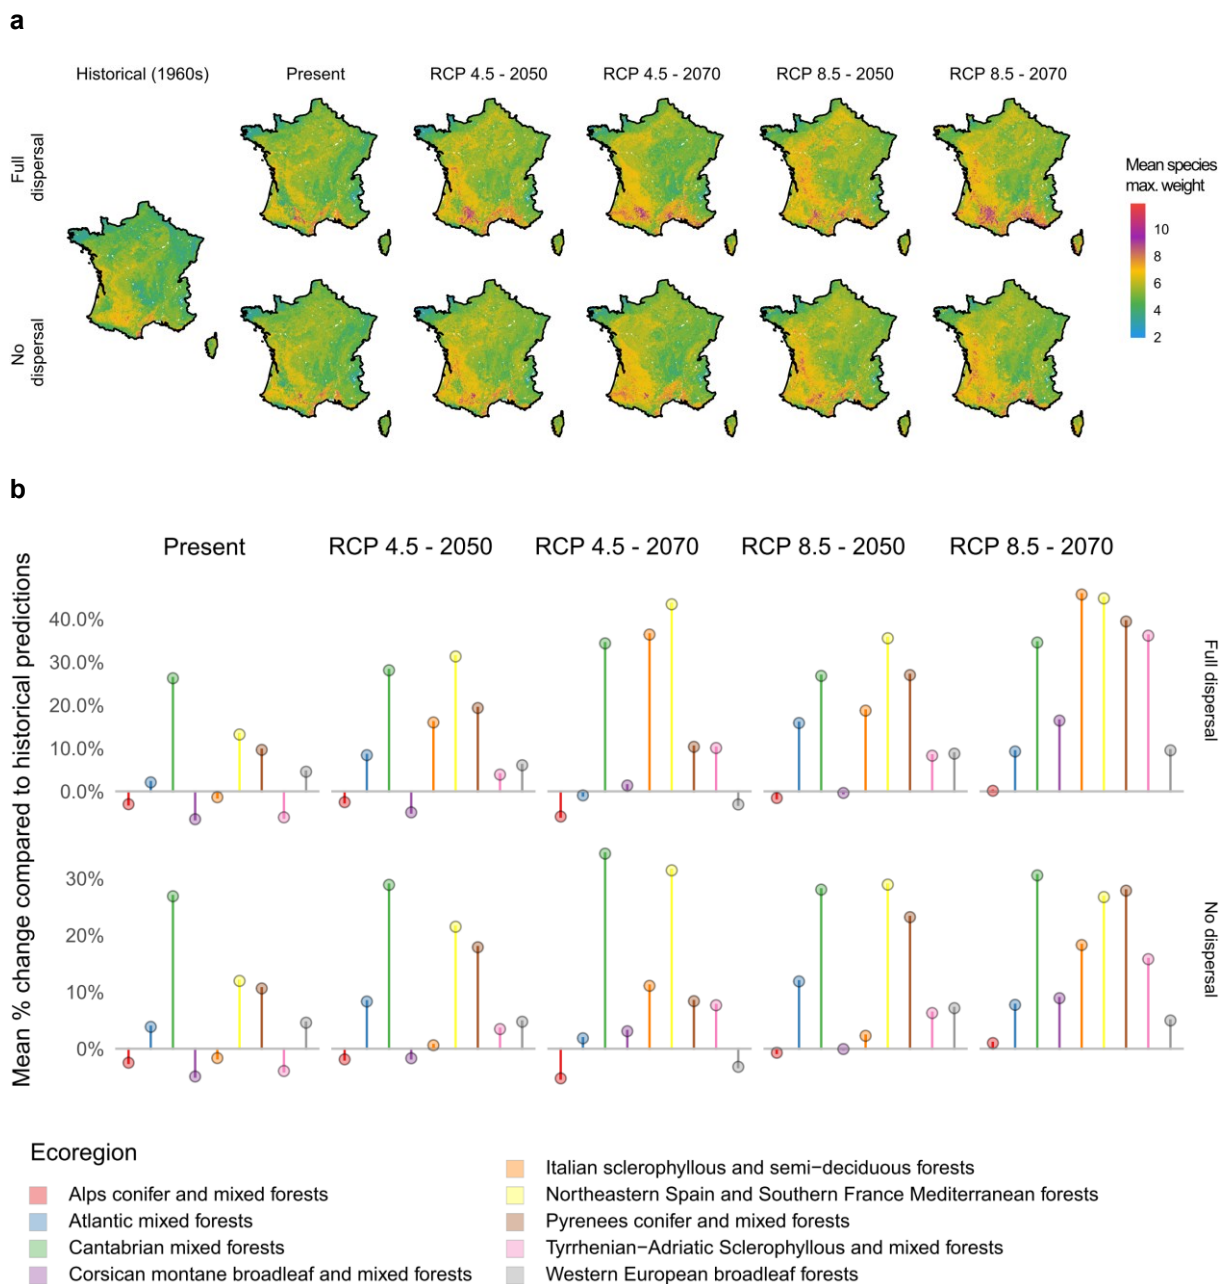 a
Historical (1960s)
Present
RCP 4.5 - 2050
RCP 4.5 - 2070
RCP 8.5 - 2050
RCP 8.5 - 2070
Full
dispersal
No
dispersal
Mean species
max. weight
10
8
6
4
2
b
Present
RCP 4.5 - 2050
RCP 4.5 - 2070
RCP 8.5 - 2050
RCP 8.5 - 2070
Mean % change compared to historical predictions
40.0%
30.0%
20.0%
10.0%
0.0%
Full dispersal
30%
20%
10%
0%
No dispersal
Ecoregion
Alps conifer and mixed forests
Atlantic mixed forests
Cantabrian mixed forests
Corsican montane broadleaf and mixed forests
Italian sclerophyllous and semi−deciduous forests
Northeastern Spain and Southern France Mediterranean forests
Pyrenees conifer and mixed forests
Tyrrhenian−Adriatic Sclerophyllous and mixed forests
Western European broadleaf forests